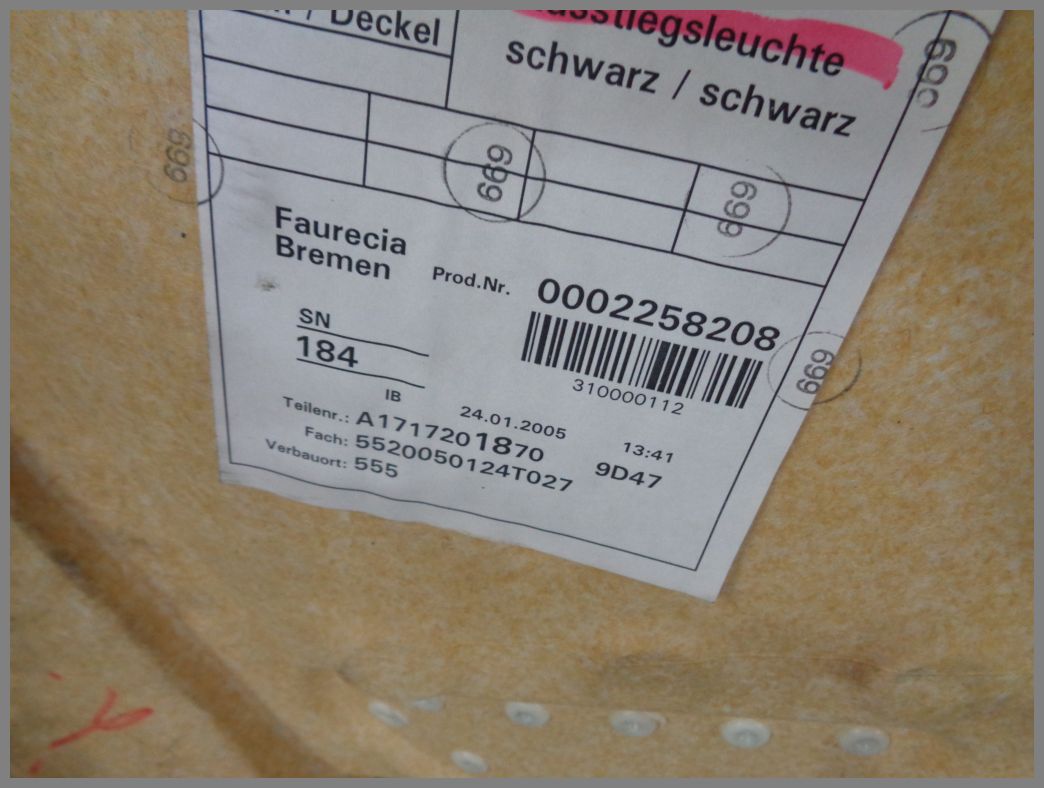 / Deckel
schwarz / schwarz
669
669
669
669
669
Faurecia
Bremen
Prod.Nr. 0002258208
310000112
SN
184
IB
24.01.2005 13:41
Teilenr.: A1717201870 9D47
Fach: 5520050124T027
Verbauort: 555